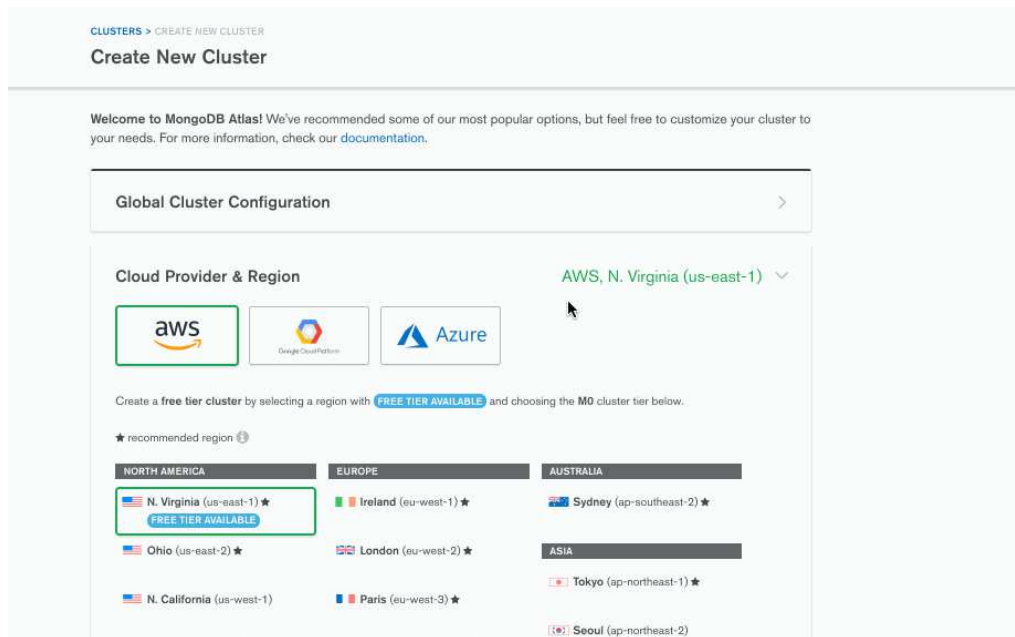 CLUSTERS > CREATE NEW CLUSTER
Create New Cluster
Welcome to MongoDB Atlas! We've recommended some of our most popular options, but feel free to customize your cluster to
your needs. For more information, check our documentation.
Global Cluster Configuration
Cloud Provider & Region
AWS, N. Virginia (us-east-1)
aws
Google Cloud Platform
Azure
Create a free tier cluster by selecting a region with FREE TIER AVAILABLE and choosing the M0 cluster tier below.
★ recommended region
NORTH AMERICA
N. Virginia (us-east-1) ★
FREE TIER AVAILABLE
Ohio (us-east-2) ★
N. California (us-west-1)
EUROPE
Ireland (eu-west-1) ★
London (eu-west-2) ★
Paris (eu-west-3) ★
AUSTRALIA
Sydney (ap-southeast-2) ★
ASIA
Tokyo (ap-northeast-1) ★
Seoul (ap-northeast-2)